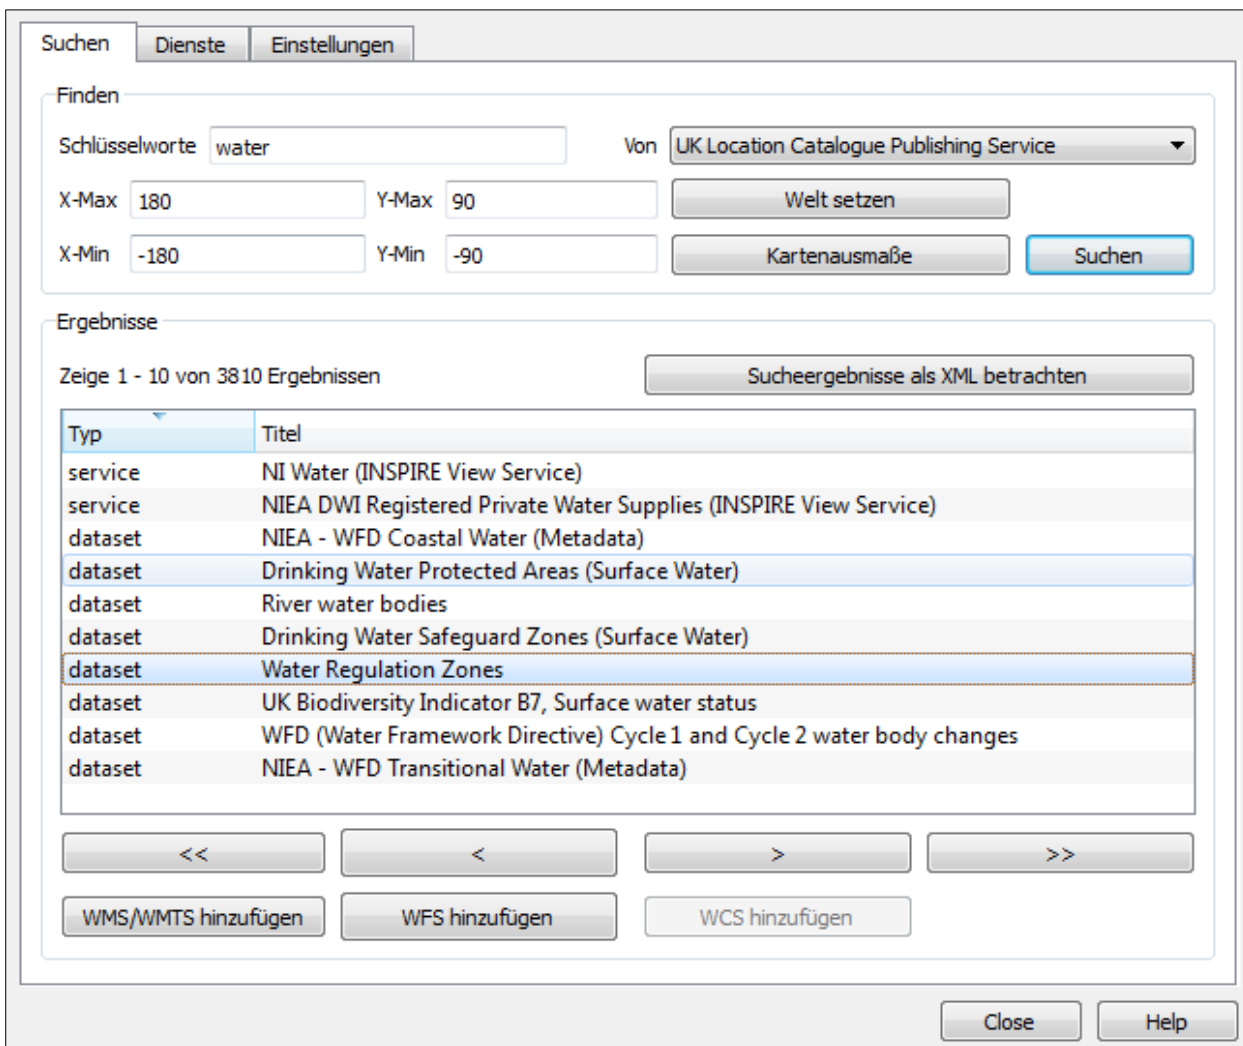 Suchen Dienste Einstellungen
Finden
Schlüsselworte water Von UK Location Catalogue Publishing Service
X-Max 180 Y-Max 90 Welt setzen
X-Min -180 Y-Min -90 Kartenausmaße Suchen
Ergebnisse
Zeige 1 - 10 von 3810 Ergebnissen Sucheergebnisse als XML betrachten
Typ Titel
service NI Water (INSPIRE View Service)
service NIEA DWI Registered Private Water Supplies (INSPIRE View Service)
dataset NIEA - WFD Coastal Water (Metadata)
dataset Drinking Water Protected Areas (Surface Water)
dataset River water bodies
dataset Drinking Water Safeguard Zones (Surface Water)
dataset Water Regulation Zones
dataset UK Biodiversity Indicator B7, Surface water status
dataset WFD (Water Framework Directive) Cycle 1 and Cycle 2 water body changes
dataset NIEA - WFD Transitional Water (Metadata)
<< < > >>
WMS/WMTS hinzufügen WFS hinzufügen WCS hinzufügen
Close Help